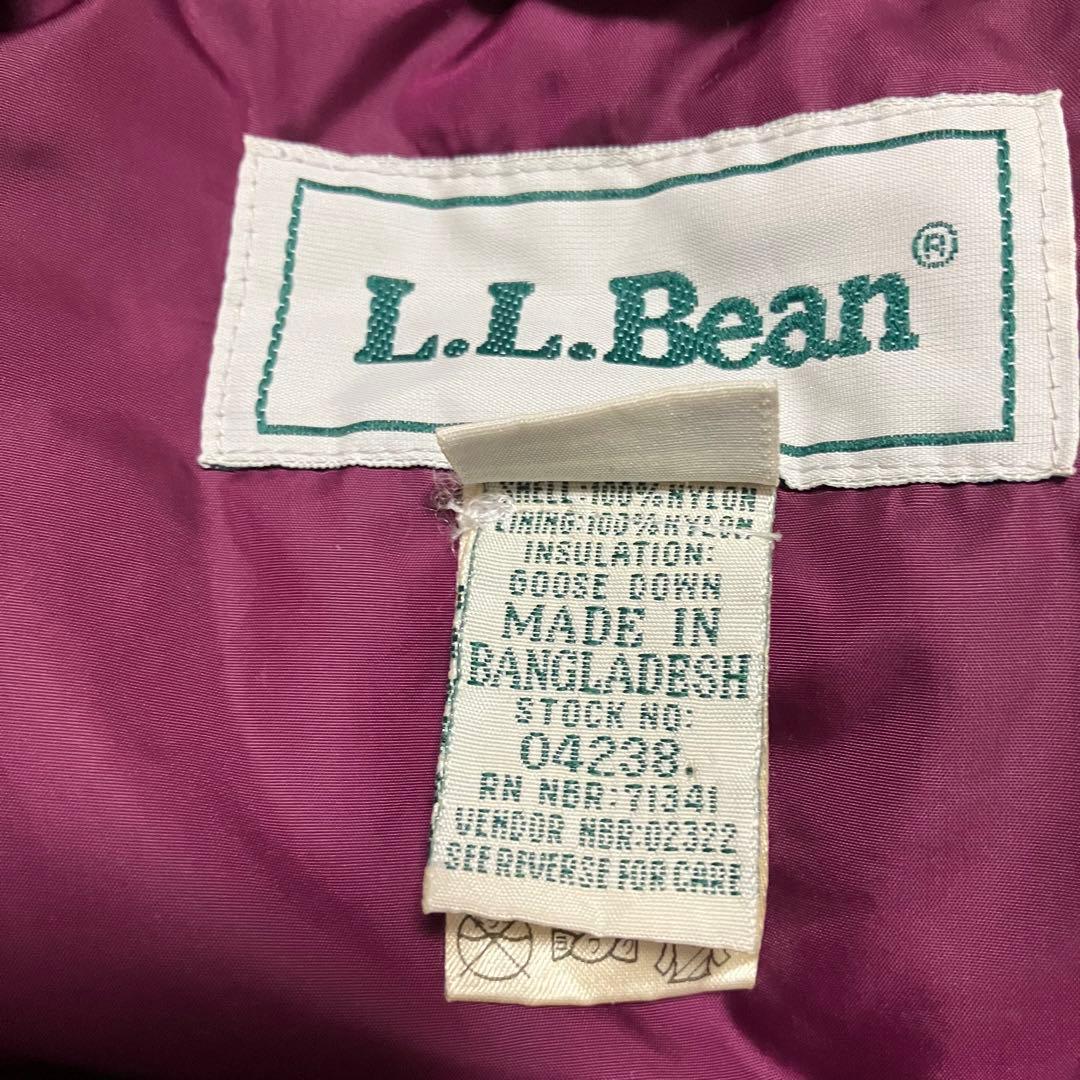 L.L.Bean®
SHELL:100%NYLON
LINING:100%NYLON
INSULATION:
GOOSE DOWN
MADE IN
BANGLADESH
STOCK NO:
04238.
RN NBR:71341
VENDOR NBR:02322
SEE REVERSE FOR CARE